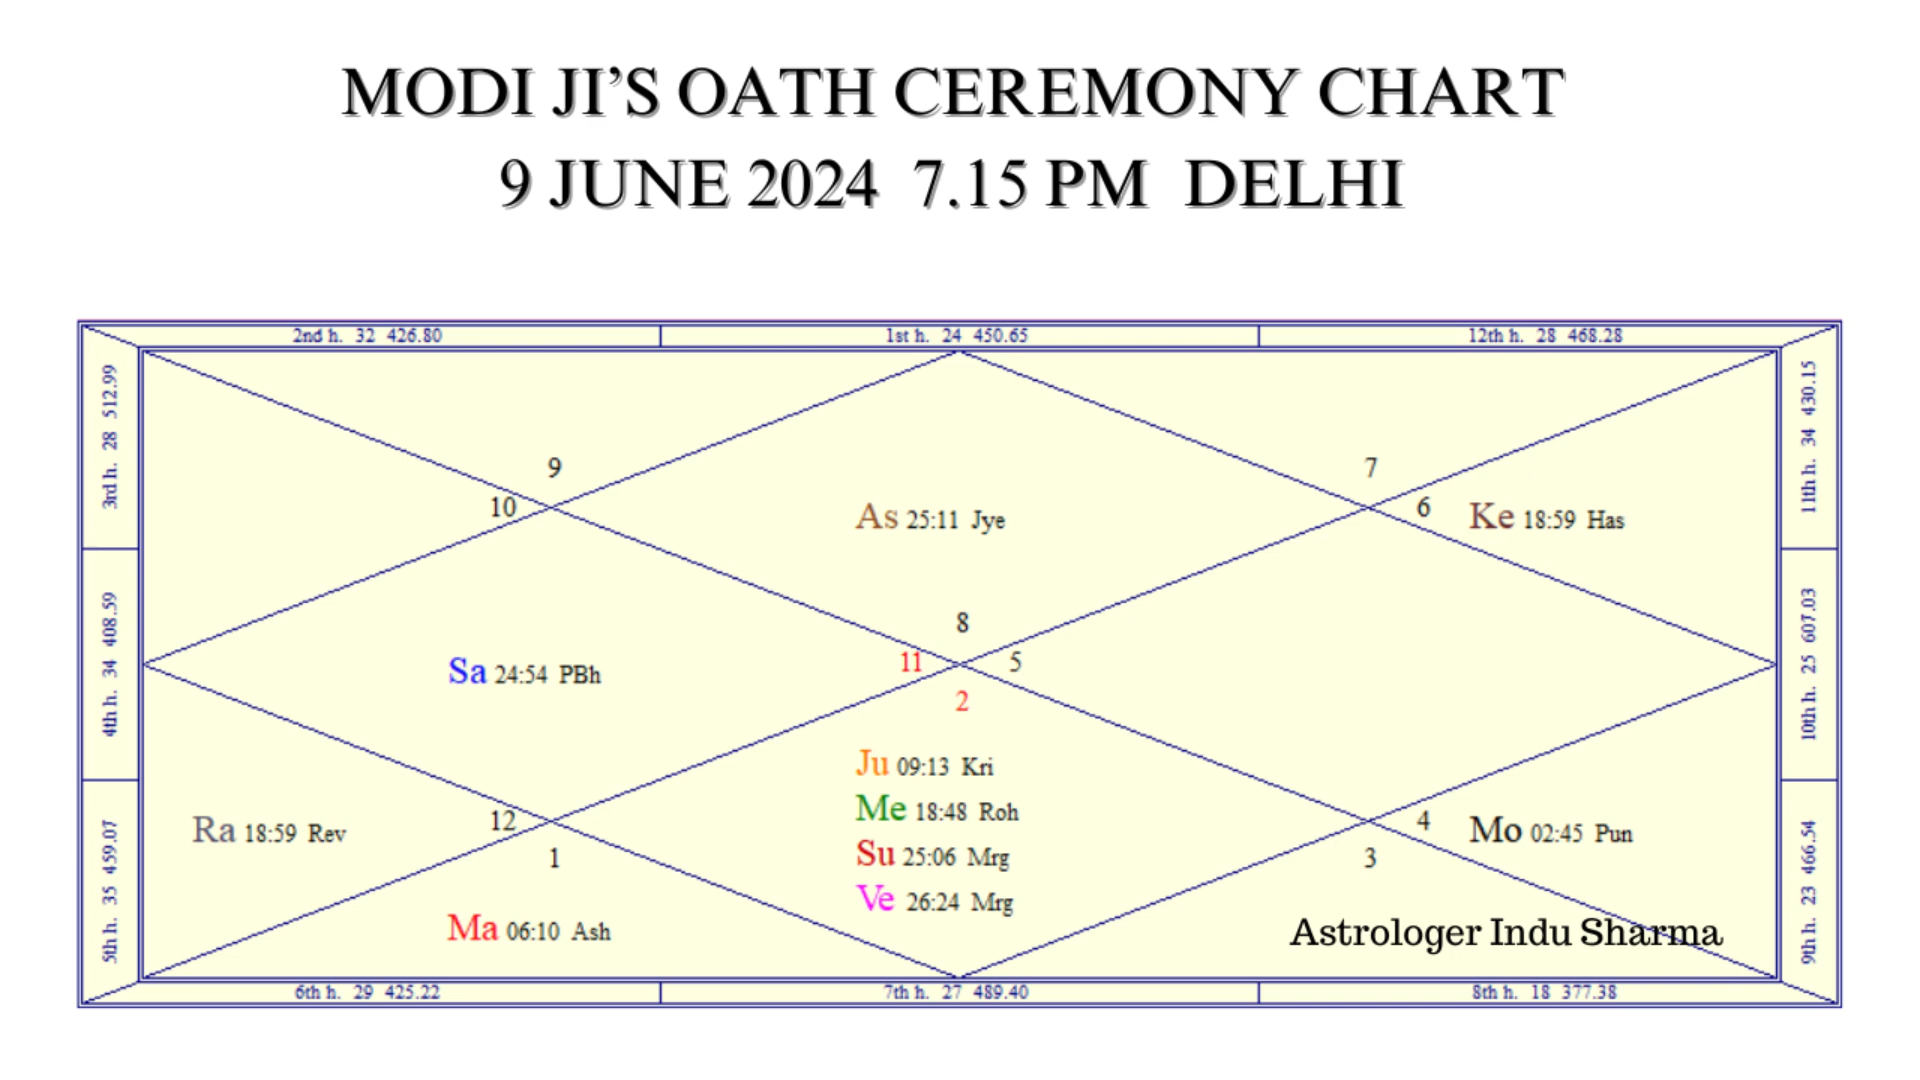 MODI JI'S OATH CEREMONY CHART
9 JUNE 2024 7.15 PM DELHI
2nd h. 32 426.80
1st h. 24 450.65
12th h. 28 468.28
3rd h. 28 512.99
11th h. 34 430.15
9
7
10
As 25:11 Jye
6
Ke 18:59 Has
4th h. 34 408.59
10th h. 25 607.03
8
Sa 24:54 PBh
11
5
2
Ju 09:13 Kri
Me 18:48 Roh
Su 25:06 Mrg
Ve 26:24 Mrg
Ra 18:59 Rev
12
4
Mo 02:45 Pun
1
3
Ma 06:10 Ash
Astrologer Indu Sharma
5th h. 35 459.07
9th h. 23 466.54
6th h. 29 425.22
7th h. 27 489.40
8th h. 18 377.38